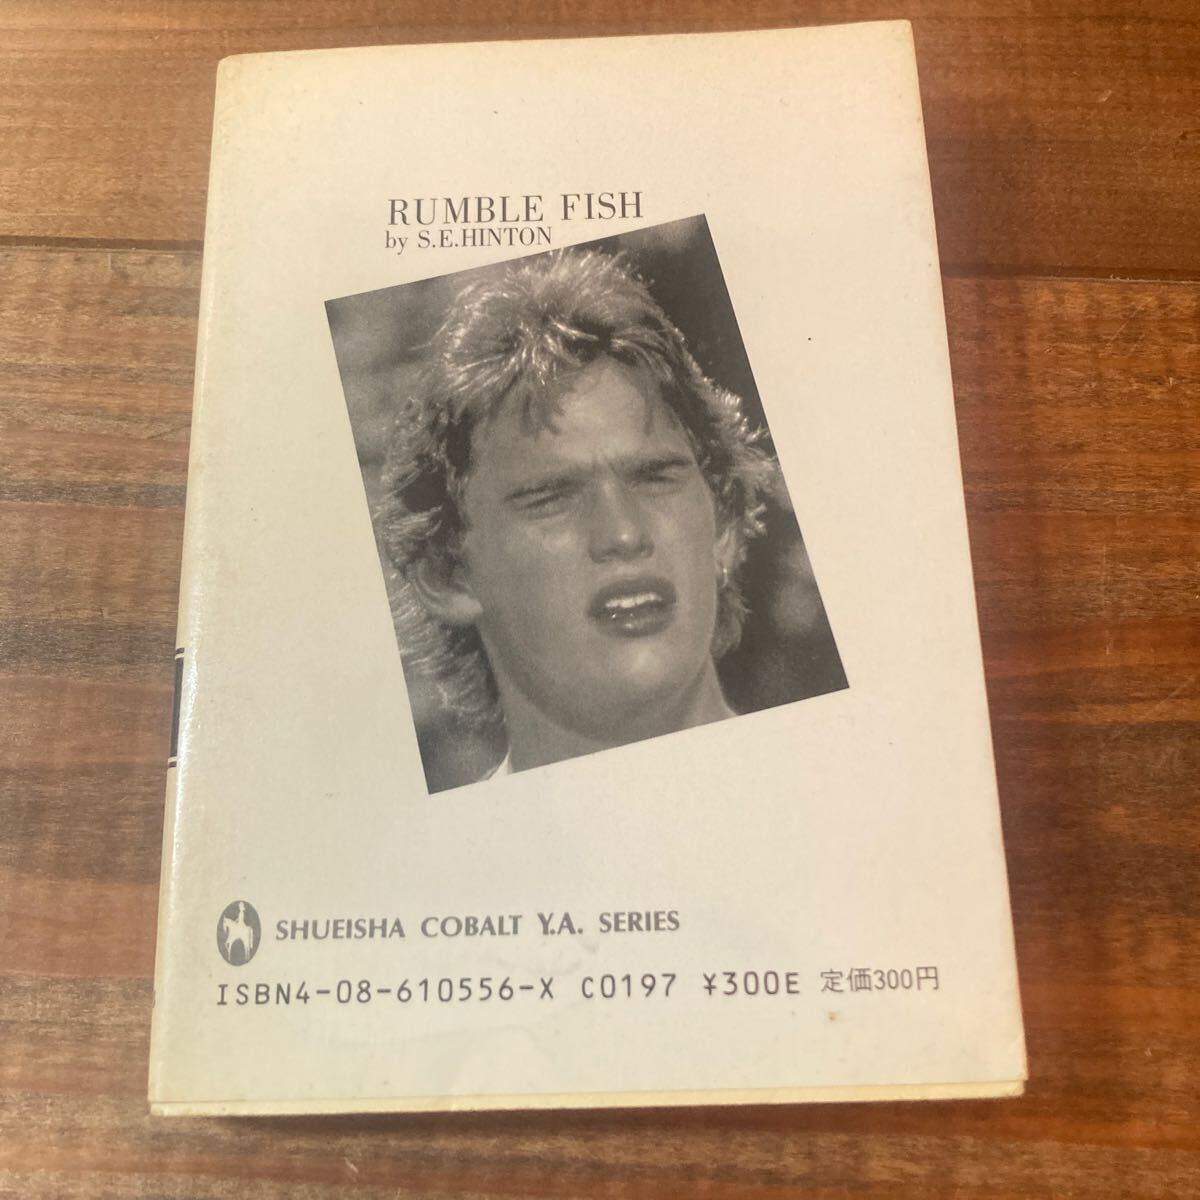 RUMBLE FISH
by S.E.HINTON
SHUEISHA COBALT Y.A. SERIES
ISBN4-08-610556-X C0197 ¥300E 定価300円